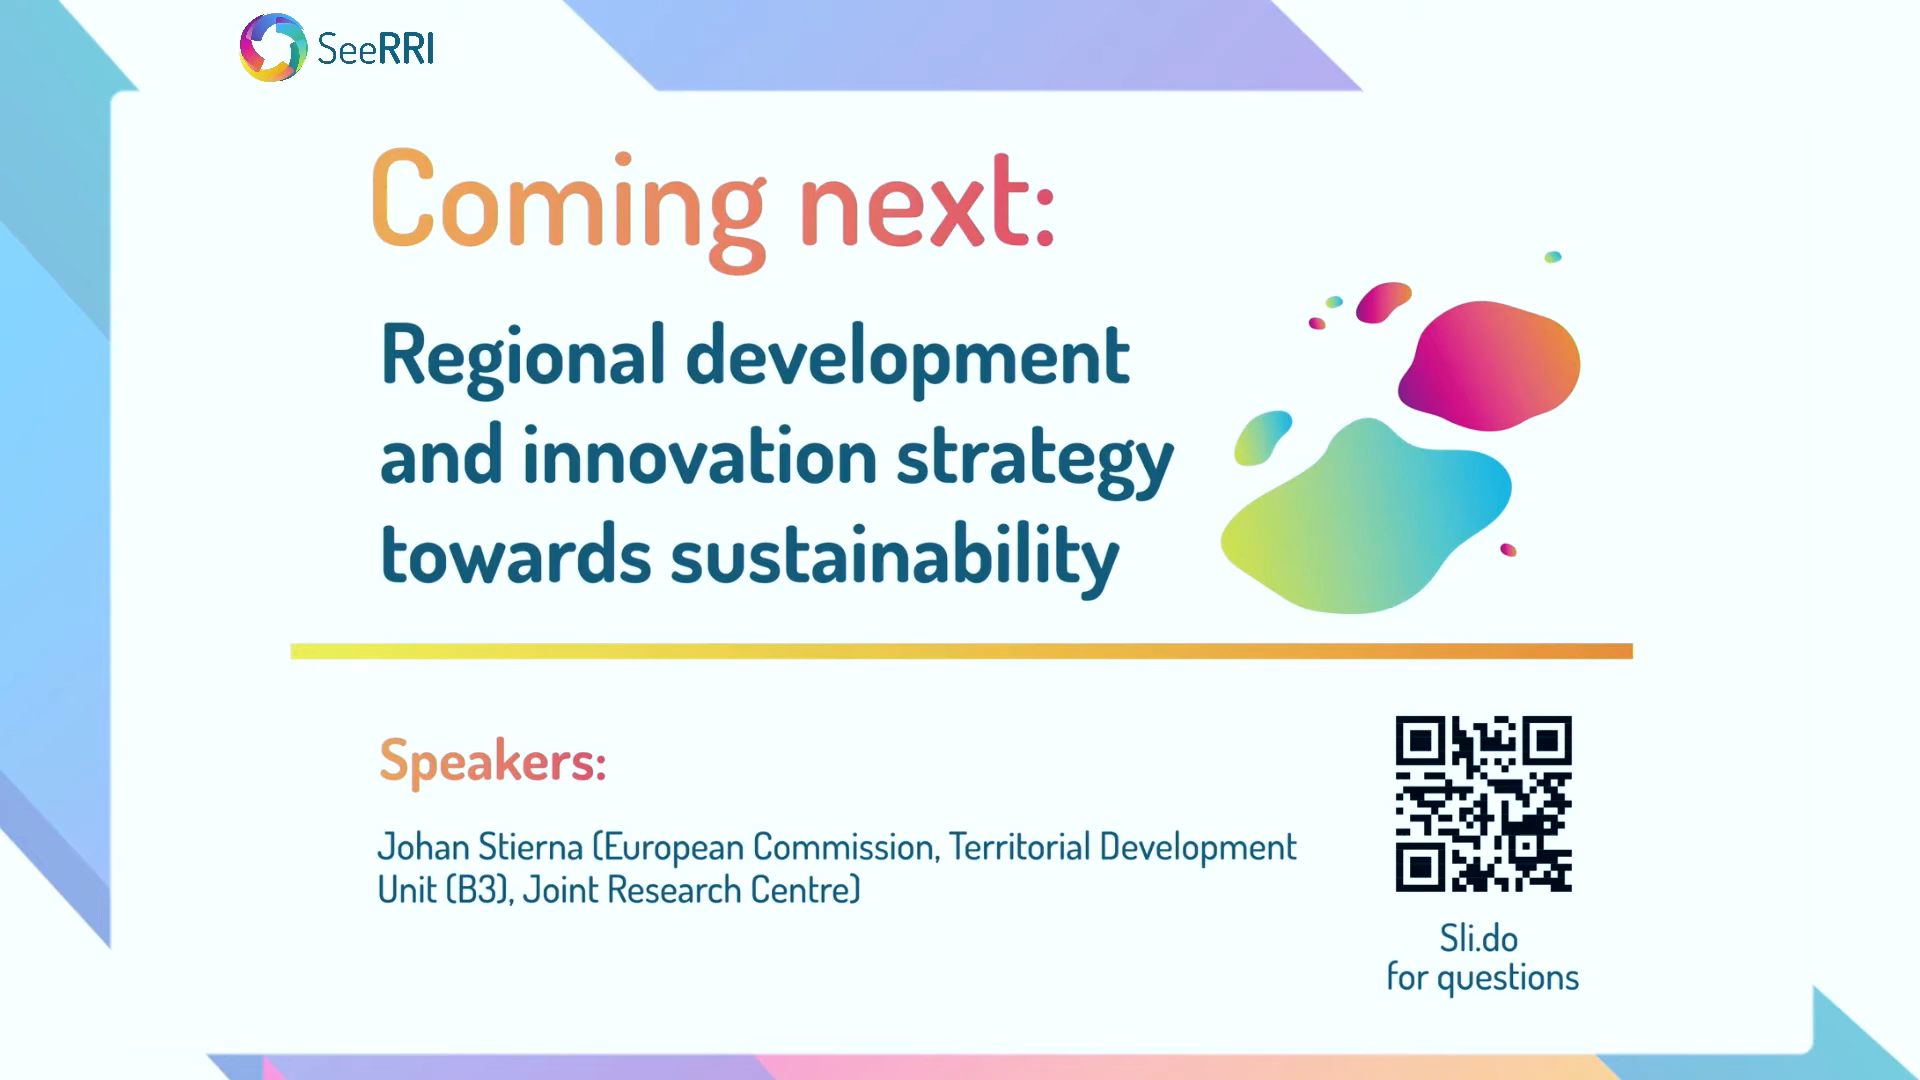 SeeRRI
Coming next:
Regional development
and innovation strategy
towards sustainability
Speakers:
Johan Stierna (European Commission, Territorial Development
Unit (B3), Joint Research Centre)
Sli.do
for questions